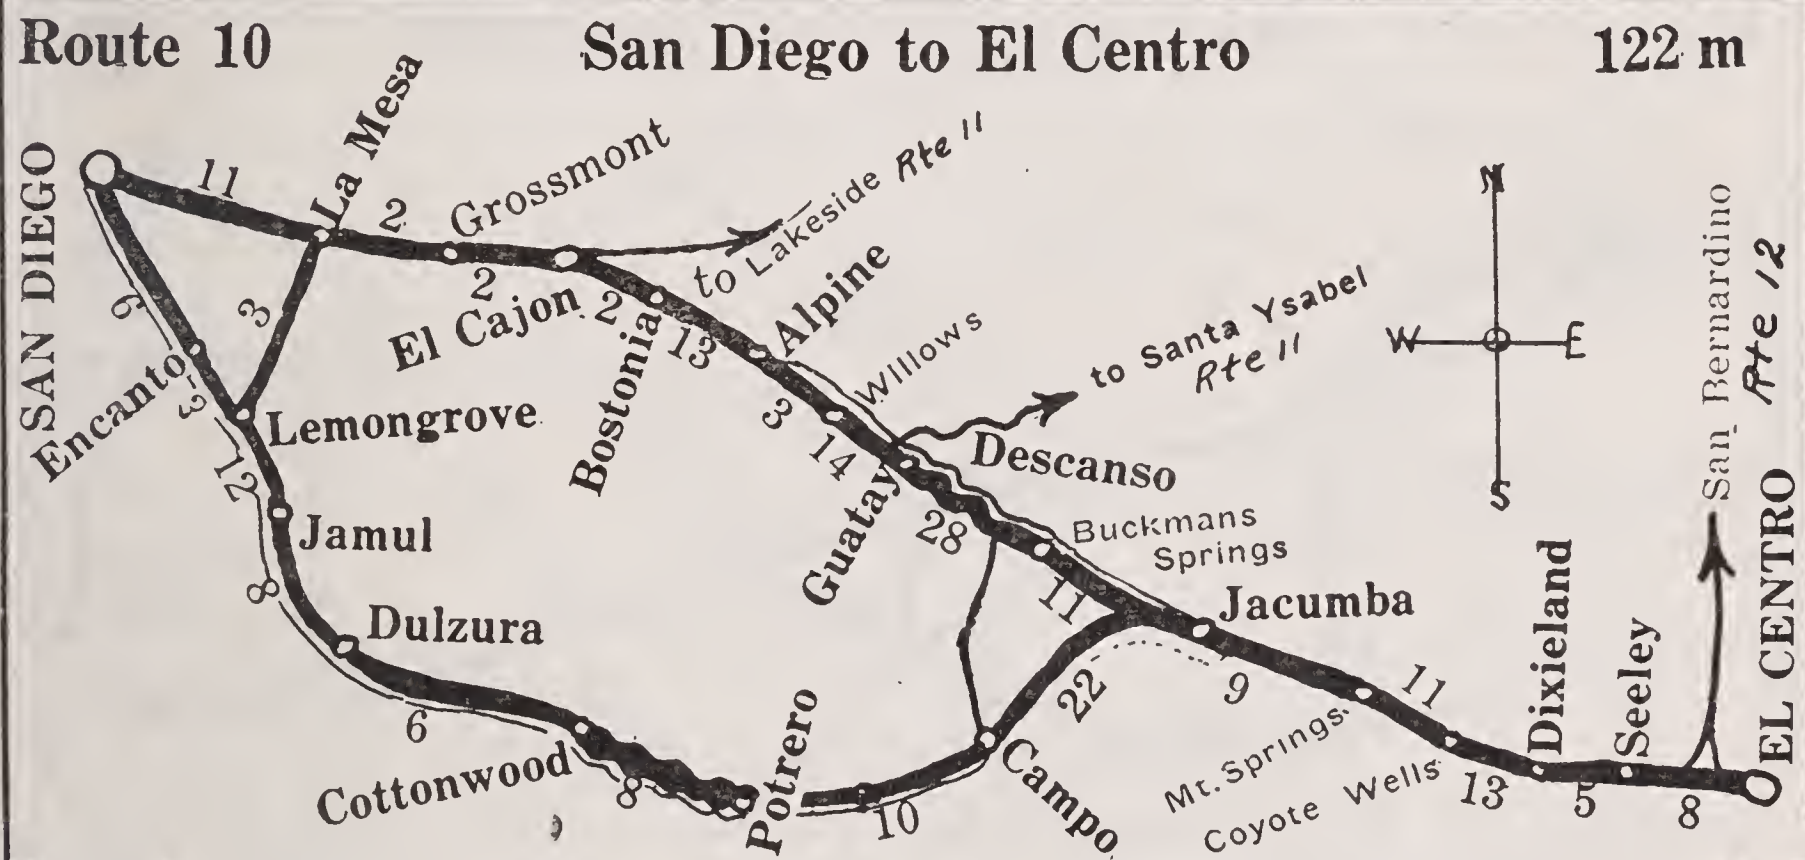 Route 10
San Diego to El Centro
122 m
SAN DIEGO
11
La Mesa
2
Grossmont
2
El Cajon
to Lakeside Rte 11
2
Bostonia
13
Alpine
3
Willows
14
Guatay
to Santa Ysabel
Rte 11
Descanso
28
Buckmans
Springs
11
Jacumba
9
Mt. Springs
11
Coyote Wells
13
Dixieland
5
Seeley
8
EL CENTRO
San Bernardino
Rte 12
N
W
E
S
6
Encanto
3
3
Lemongrove
12
Jamul
8
Dulzura
6
Cottonwood
8
Potrero
10
Campo
22